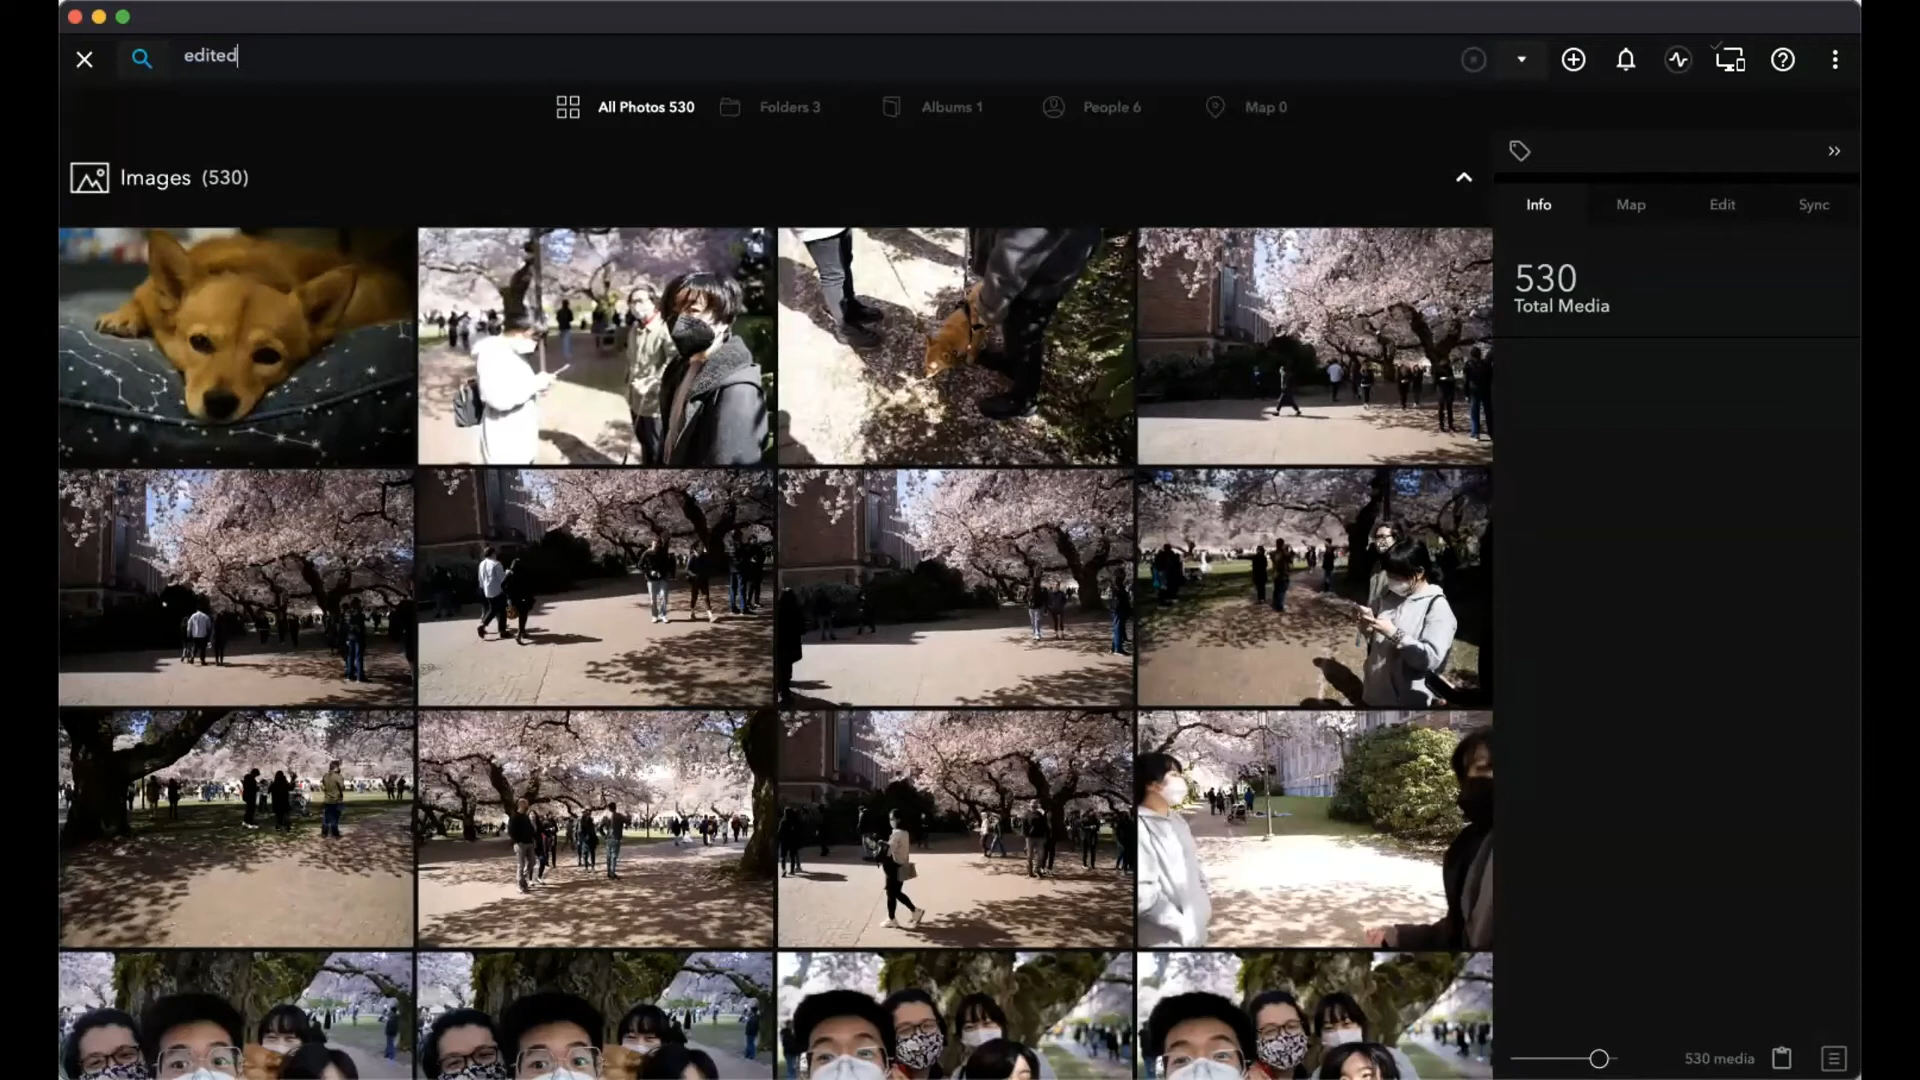 edited
All Photos 530
Folders 3
Albums 1
People 6
Map 0
Images (530)
Info
Map
Edit
Sync
530
Total Media
530 media